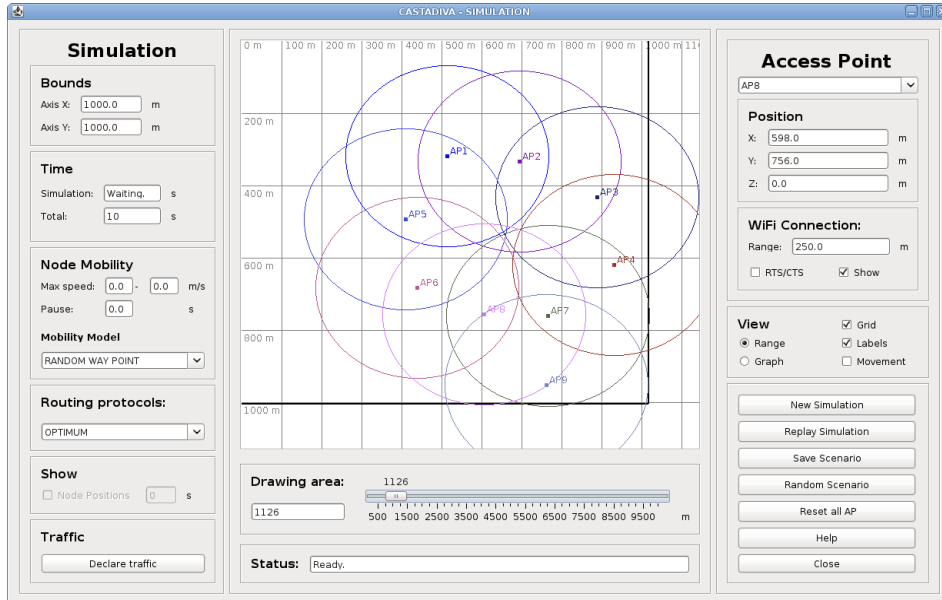 CASTADIVA - SIMULATION
Simulation
Bounds
Axis X: 1000.0 m
Axis Y: 1000.0 m
Time
Simulation: Waiting. s
Total: 10 s
Node Mobility
Max speed: 0.0 - 0.0 m/s
Pause: 0.0 s
Mobility Model
RANDOM WAY POINT
Routing protocols:
OPTIMUM
Show
Node Positions 0 s
Traffic
Declare traffic
0 m 100 m 200 m 300 m 400 m 500 m 600 m 700 m 800 m 900 m 1000 m 11
200 m
400 m
600 m
800 m
1000 m
AP1
AP2
AP3
AP5
AP4
AP6
AP8
AP7
AP9
Drawing area: 1126
1126
500 1500 2500 3500 4500 5500 6500 7500 8500 9500 m
Status: Ready.
Access Point
AP8
Position
X: 598.0 m
Y: 756.0 m
Z: 0.0 m
WiFi Connection:
Range: 250.0 m
RTS/CTS Show
View
Grid
Range Labels
Graph Movement
New Simulation
Replay Simulation
Save Scenario
Random Scenario
Reset all AP
Help
Close